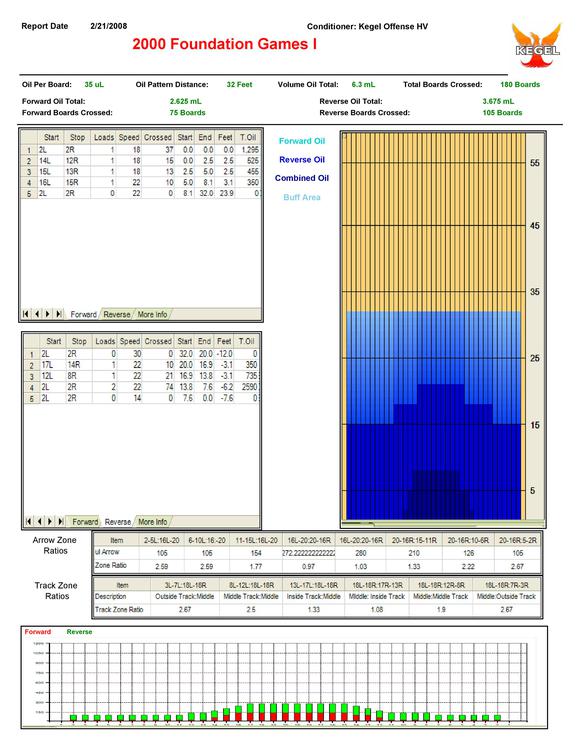 Report Date 2/21/2008 Conditioner: Kegel Offense HV
2000 Foundation Games I
KEGEL
Oil Per Board: 35 uL Oil Pattern Distance: 32 Feet Volume Oil Total: 6.3 mL Total Boards Crossed: 180 Boards
Forward Oil Total: 2.625 mL Reverse Oil Total: 3.675 mL
Forward Boards Crossed: 75 Boards Reverse Boards Crossed: 105 Boards
Start Stop Loads Speed Crossed Start End Feet T.Oil
1 2L 2R 1 18 37 0.0 0.0 0.0 1,295
2 14L 12R 1 18 15 0.0 2.5 2.5 525
3 15L 13R 1 18 13 2.5 5.0 2.5 455
4 16L 15R 1 22 10 5.0 8.1 3.1 350
5 2L 2R 0 22 0 8.1 32.0 23.9 0
Forward Reverse More Info
Forward Oil
Reverse Oil
Combined Oil
Buff Area
55
45
35
25
15
5
Start Stop Loads Speed Crossed Start End Feet T.Oil
1 2L 2R 0 30 0 32.0 20.0 -12.0 0
2 17L 14R 1 22 10 20.0 16.9 -3.1 350
3 12L 8R 1 22 21 16.9 13.8 -3.1 735
4 2L 2R 2 22 74 13.8 7.6 -6.2 2590
5 2L 2R 0 14 0 7.6 0.0 -7.6 0
Forward Reverse More Info
Arrow Zone Ratios
Item 2-5L:16L-20 6-10L:16L-20 11-15L:16L-20 16L-20:20-16R 16L-20:20-16R 20-16R:15-11R 20-16R:10-6R 20-16R:5-2R
ul Arrow 105 105 154 272.222222222222 280 210 126 105
Zone Ratio 2.59 2.59 1.77 0.97 1.03 1.33 2.22 2.67
Track Zone Ratios
Item 3L-7L:18L-18R 8L-12L:18L-18R 13L-17L:18L-18R 18L-18R:17R-13R 18L-18R:12R-8R 18L-18R:7R-3R
Description Outside Track:Middle Middle Track:Middle Inside Track:Middle Middle: Inside Track Middle:Middle Track Middle:Outside Track
Track Zone Ratio 2.67 2.5 1.33 1.08 1.9 2.67
Forward Reverse